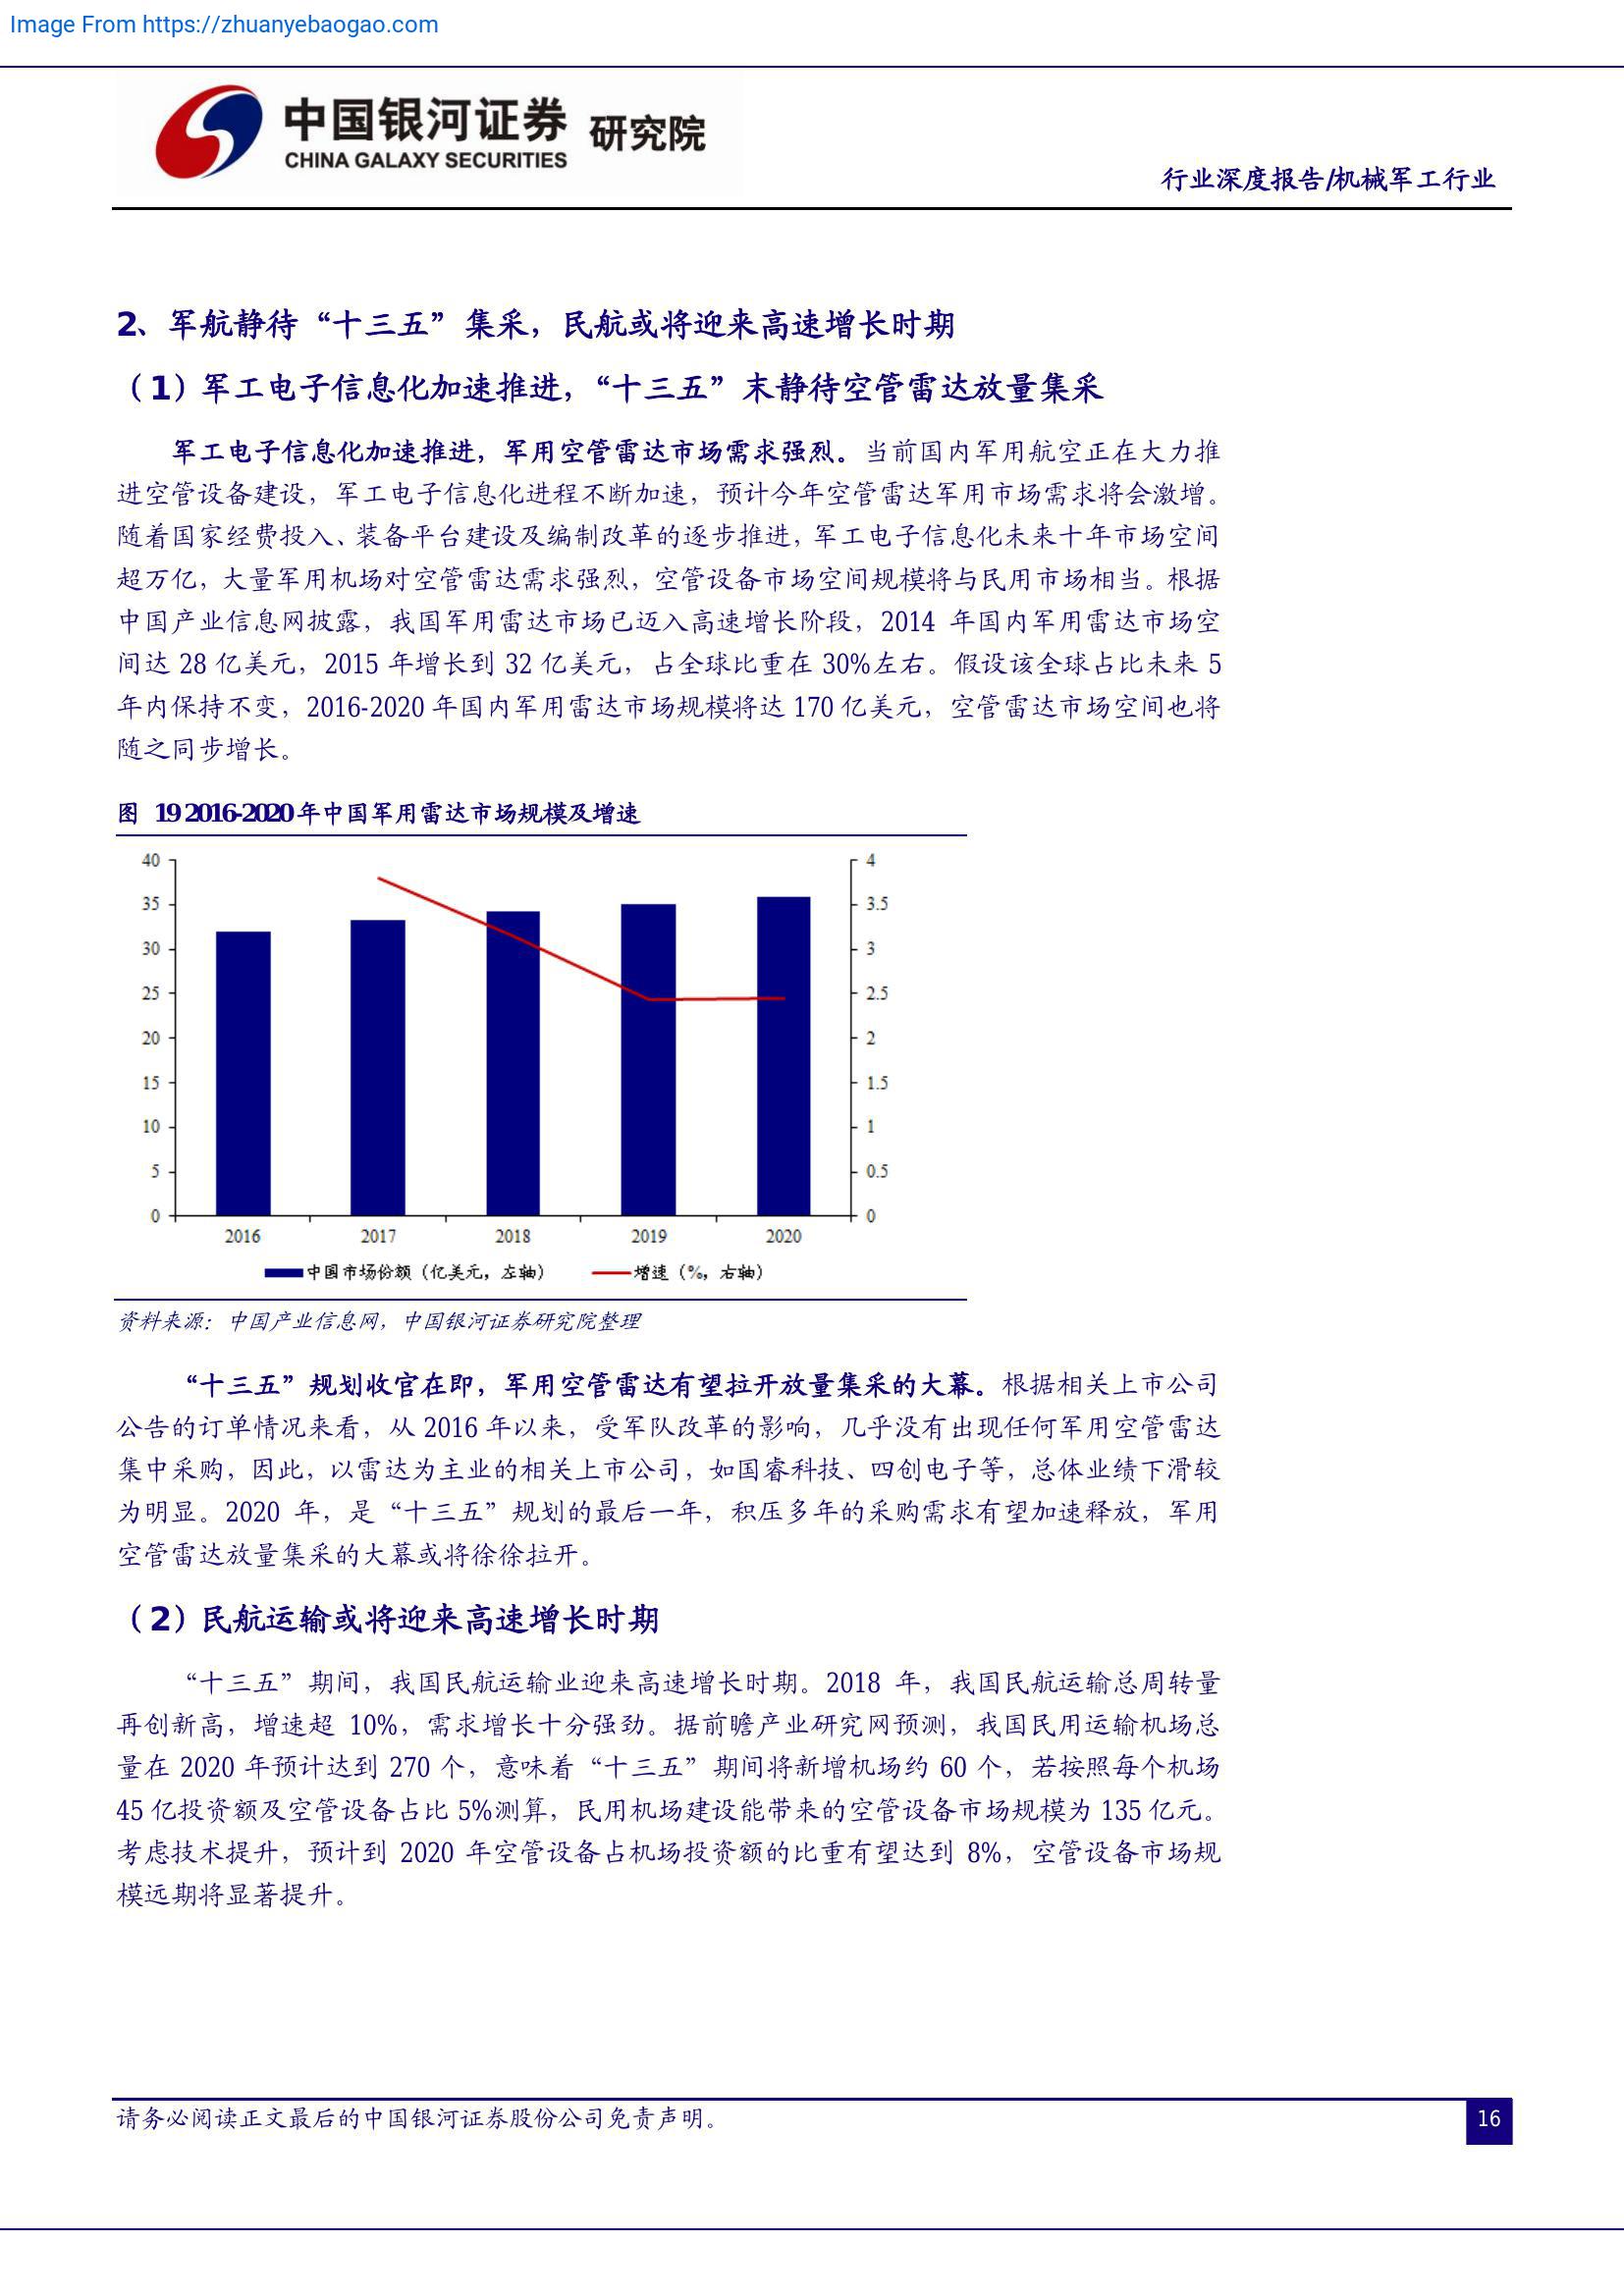 Image From https://zhuanyebaogao.com
中国银河证券 研究院
CHINA GALAXY SECURITIES
行业深度报告/机械军工行业
2、军航静待“十三五”集采，民航或将迎来高速增长时期
（1）军工电子信息化加速推进，“十三五”末静待空管雷达放量集采
军工电子信息化加速推进，军用空管雷达市场需求强烈。当前国内军用航空正在大力推
进空管设备建设，军工电子信息化进程不断加速，预计今年空管雷达军用市场需求将会激增。
随着国家经费投入、装备平台建设及编制改革的逐步推进，军工电子信息化未来十年市场空间
超万亿，大量军用机场对空管雷达需求强烈，空管设备市场空间规模将与民用市场相当。根据
中国产业信息网披露，我国军用雷达市场已迈入高速增长阶段，2014 年国内军用雷达市场空
间达 28 亿美元，2015 年增长到 32 亿美元，占全球比重在 30%左右。假设该全球占比未来 5
年内保持不变，2016-2020 年国内军用雷达市场规模将达 170 亿美元，空管雷达市场空间也将
随之同步增长。
图 19 2016-2020 年中国军用雷达市场规模及增速
40
35
30
25
20
15
10
5
0
4
3.5
3
2.5
2
1.5
1
0.5
0
2016 2017 2018 2019 2020
中国市场份额（亿美元，左轴） 增速（%，右轴）
资料来源：中国产业信息网，中国银河证券研究院整理
“十三五”规划收官在即，军用空管雷达有望拉开放量集采的大幕。根据相关上市公司
公告的订单情况来看，从 2016 年以来，受军队改革的影响，几乎没有出现任何军用空管雷达
集中采购，因此，以雷达为主业的相关上市公司，如国睿科技、四创电子等，总体业绩下滑较
为明显。2020 年，是“十三五”规划的最后一年，积压多年的采购需求有望加速释放，军用
空管雷达放量集采的大幕或将徐徐拉开。
（2）民航运输或将迎来高速增长时期
“十三五”期间，我国民航运输业迎来高速增长时期。2018 年，我国民航运输总周转量
再创新高，增速超 10%，需求增长十分强劲。据前瞻产业研究网预测，我国民用运输机场总
量在 2020 年预计达到 270 个，意味着“十三五”期间将新增机场约 60 个，若按照每个机场
45 亿投资额及空管设备占比 5%测算，民用机场建设能带来的空管设备市场规模为 135 亿元。
考虑技术提升，预计到 2020 年空管设备占机场投资额的比重有望达到 8%，空管设备市场规
模远期将显著提升。
请务必阅读正文最后的中国银河证券股份公司免责声明。
16